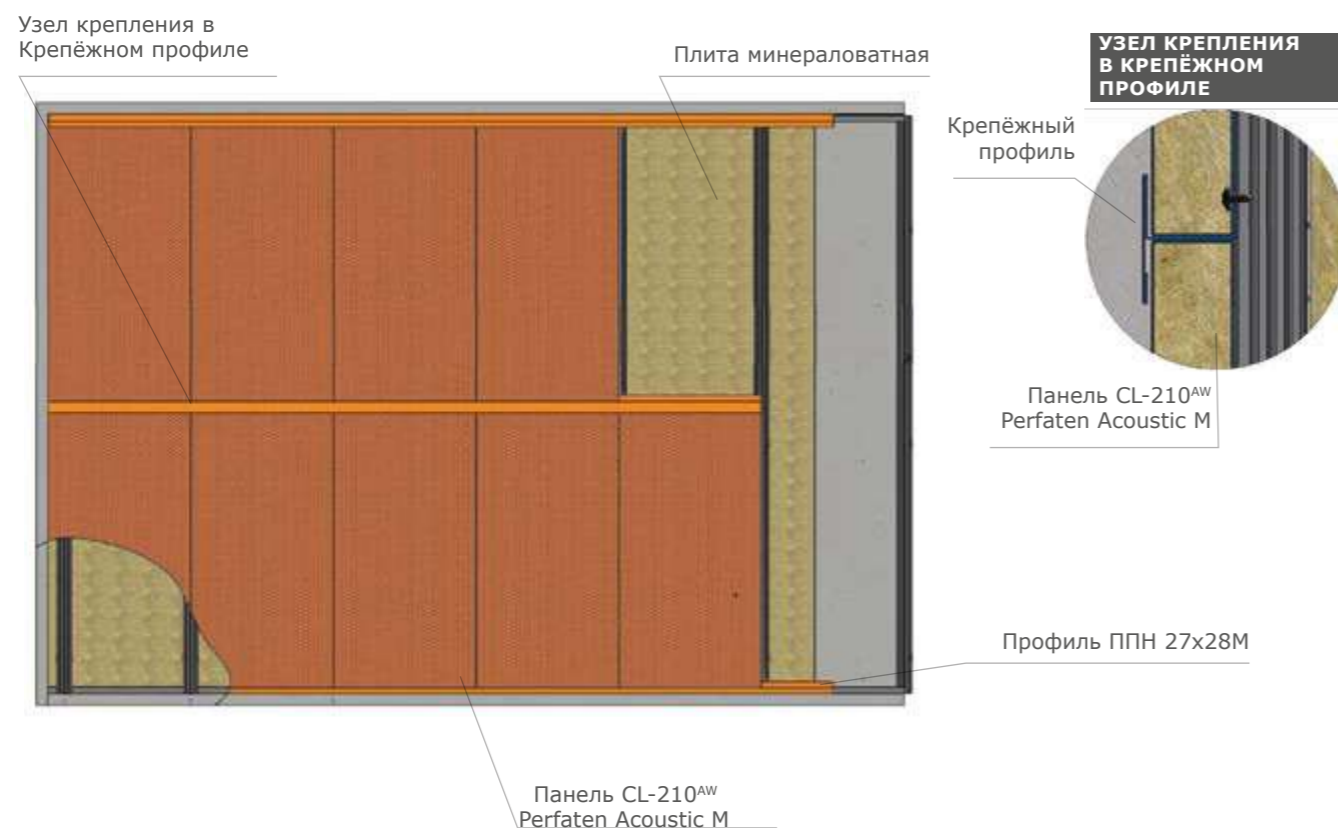 Узел крепления в
Крепёжном профиле
Плита минераловатная
УЗЕЛ КРЕПЛЕНИЯ
В КРЕПЁЖНОМ
ПРОФИЛЕ
Крепёжный
профиль
Панель CL-210ᴬᵂ
Perfaten Acoustic M
Профиль ППН 27х28М
Панель CL-210ᴬᵂ
Perfaten Acoustic M